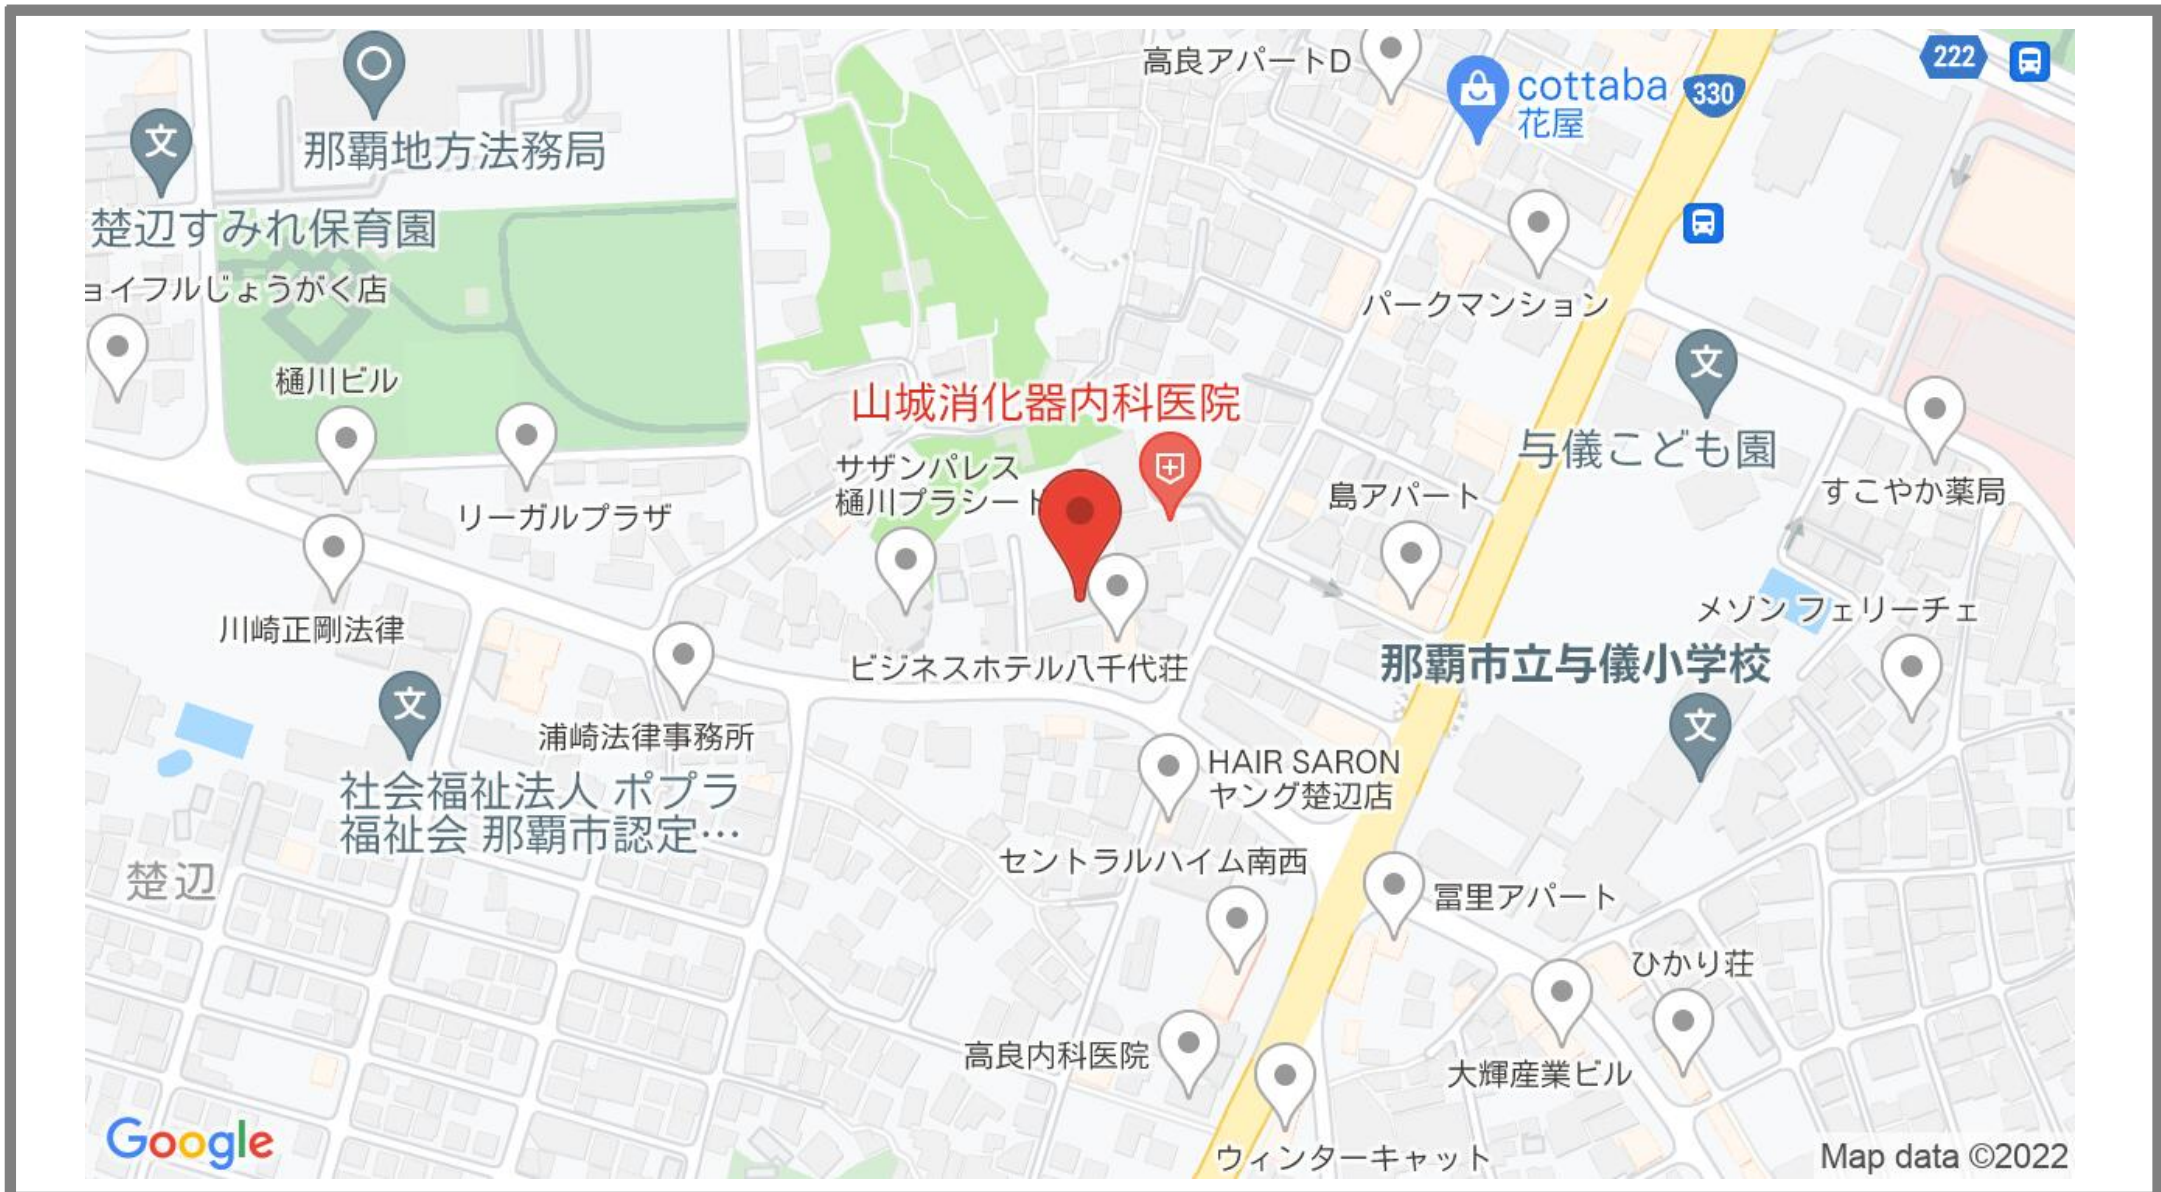 高良アパートD
222
cottaba
花屋
330
那覇地方法務局
文
楚辺すみれ保育園
ョイフルじょうがく店
パークマンション
文
樋川ビル
山城消化器内科医院
与儀こども園
サザンパレス
樋川プラシード
島アパート
すこやか薬局
リーガルプラザ
川崎正剛法律
メゾン フェリーチェ
那覇市立与儀小学校
ビジネスホテル八千代荘
文
文
浦崎法律事務所
HAIR SARON
ヤング楚辺店
社会福祉法人 ポプラ
福祉会 那覇市認定…
セントラルハイム南西
楚辺
冨里アパート
ひかり荘
高良内科医院
大輝産業ビル
Google
ウィンターキャット
Map data ©2022